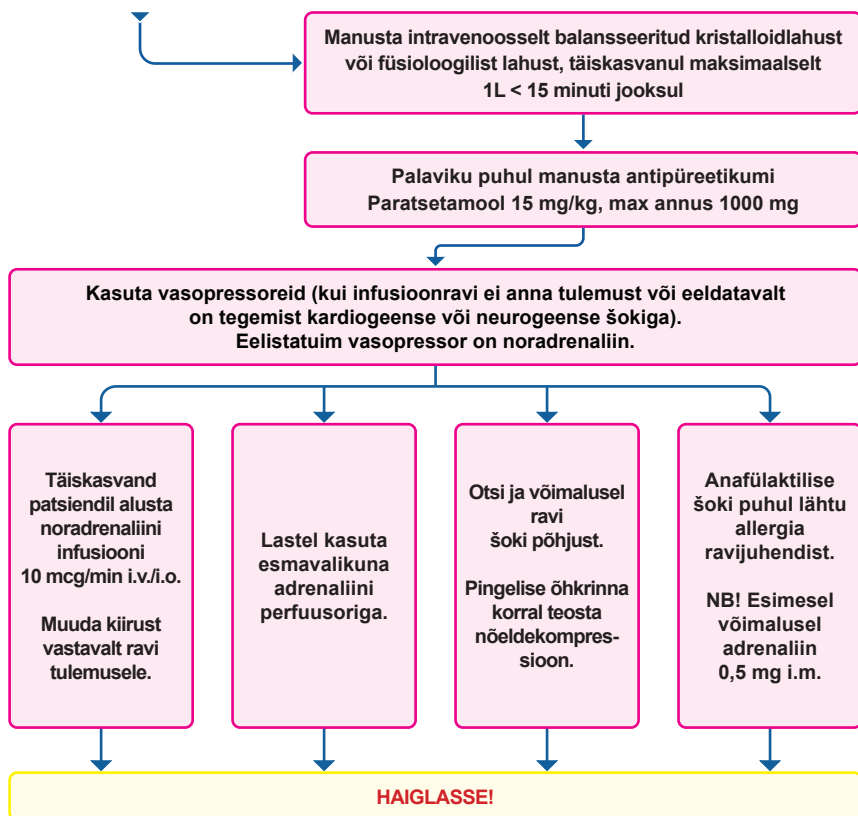 Manusta intravenoosselt balansseeritud kristalloidlahust
või füsioloogilist lahust, täiskasvanul maksimaalselt
1L < 15 minuti jooksul
Palaviku puhul manusta antipüreetikumi
Paratsetamool 15 mg/kg, max annus 1000 mg
Kasuta vasopressoreid (kui infusioonravi ei anna tulemust või eeldatavalt
on tegemist kardiogeense või neurogeense šokiga).
Eelistatuim vasopressor on noradrenaliin.
Täiskasvand
patsiendil alusta
noradrenaliini
infusiooni
10 mcg/min i.v./i.o.
Muuda kiirust
vastavalt ravi
tulemusele.
Lastel kasuta
esmavalikuna
adrenaliini
perfuusoriga.
Otsi ja võimalusel
ravi
šoki põhjust.
Pingelise õhkrinna
korral teosta
nõeldekompres-
sioon.
Anafülaktilise
šoki puhul lähtu
allergia
ravijuhendist.
NB! Esimesel
võimalusel
adrenaliin
0,5 mg i.m.
HAIGLASSE!